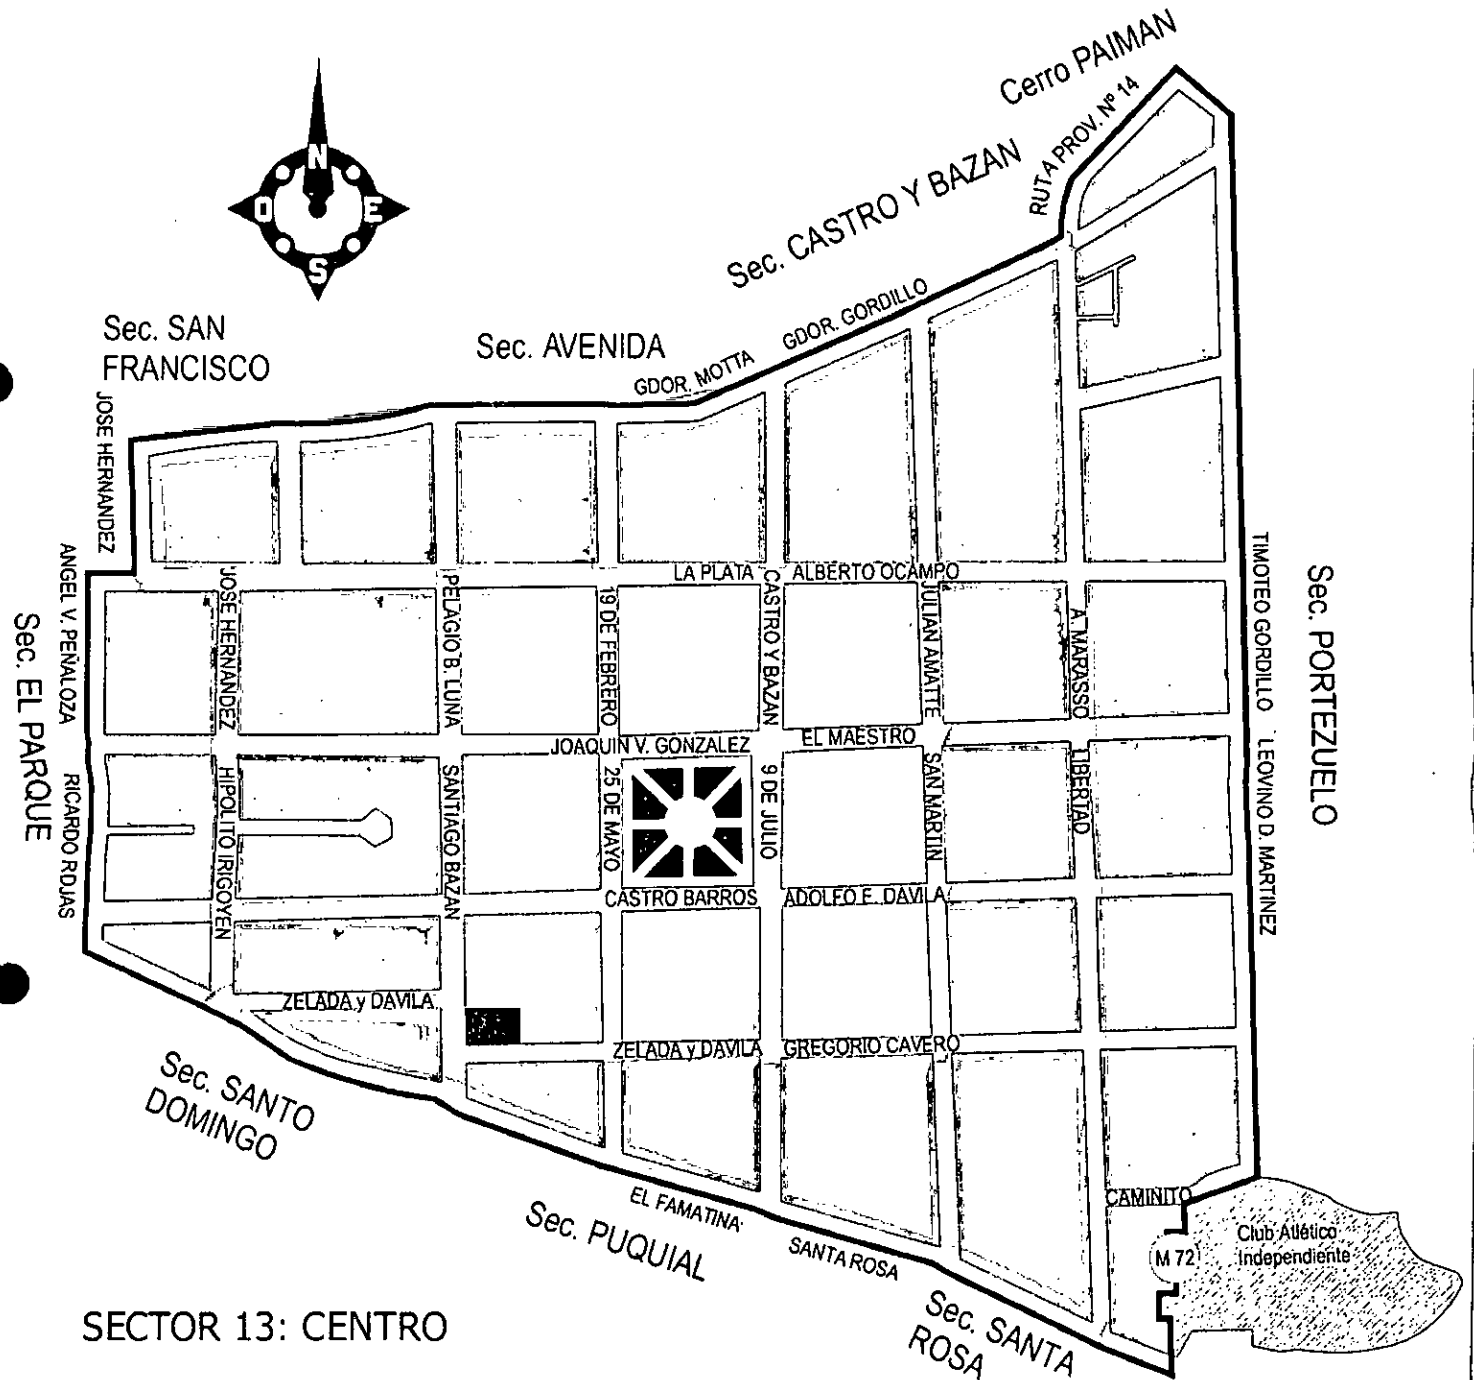 Cerro PAIMAN
RUTA PROV. Nº 14
Sec. CASTRO Y BAZAN
N
O
E
S
Sec. SAN
FRANCISCO
Sec. AVENIDA
GDOR. MOTTA
GDOR. GORDILLO
JOSE HERNANDEZ
ANGEL V. PEÑALOZA
Sec. EL PARQUE
RICARDO ROJAS
JOSE HERNANDEZ
HIPOLITO IRIGOYEN
PELAGIO B. LUNA
SANTIAGO BAZAN
19 DE FEBRERO
25 DE MAYO
LA PLATA
ALBERTO OCAMPO
CASTRO Y BAZAN
9 DE JULIO
JULIAN AMATTE
SAN MARTIN
A. MARASSO
LIBERTAD
TIMOTEO GORDILLO
LEOVINO D. MARTINEZ
Sec. PORTEZUELO
JOAQUIN V. GONZALEZ
EL MAESTRO
CASTRO BARROS
ADOLFO E. DAVILA
ZELADA y DAVILA
ZELADA y DAVILA
GREGORIO CAVERO
Sec. SANTO
DOMINGO
EL FAMATINA
Sec. PUQUIAL
SANTA ROSA
CAMINITO
M 72
Club Atlético
Independiente
Sec. SANTA
ROSA
SECTOR 13: CENTRO